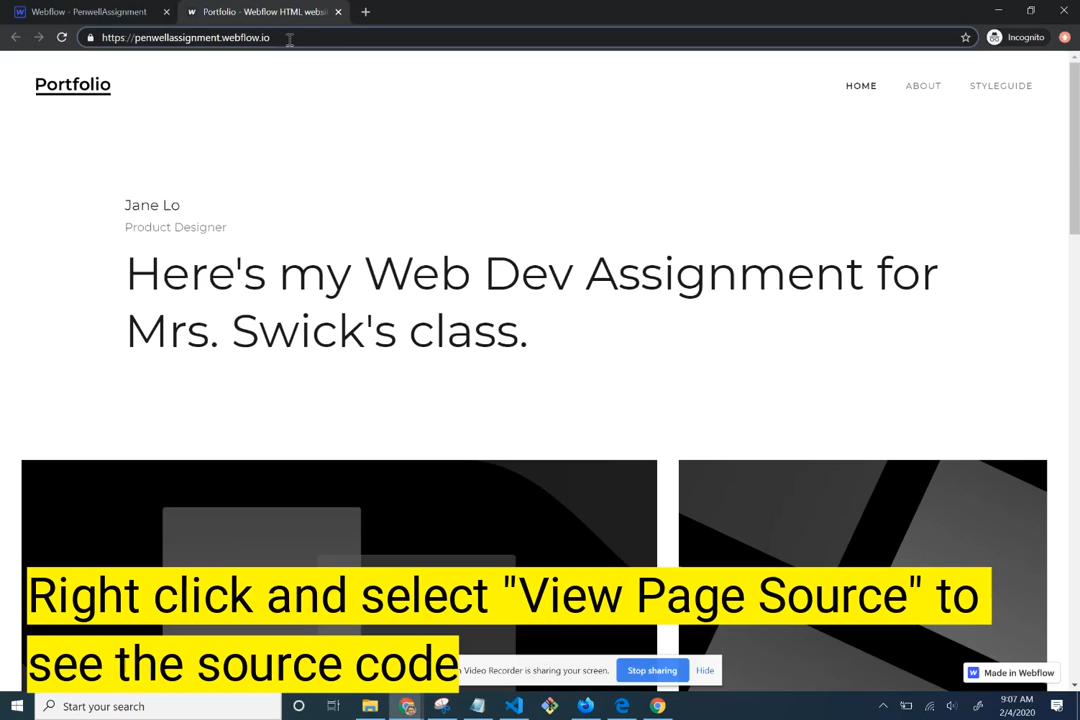 Webflow - PenwellAssignment
Portfolio - Webflow HTML websi
https://penwellassignment.webflow.io
Incognito
Portfolio
HOME
ABOUT
STYLEGUIDE
Jane Lo
Product Designer
Here's my Web Dev Assignment for
Mrs. Swick's class.
Right click and select "View Page Source" to
see the source code
Video Recorder is sharing your screen.
Stop sharing
Hide
Made in Webflow
Start your search
9:07 AM
2/4/2020